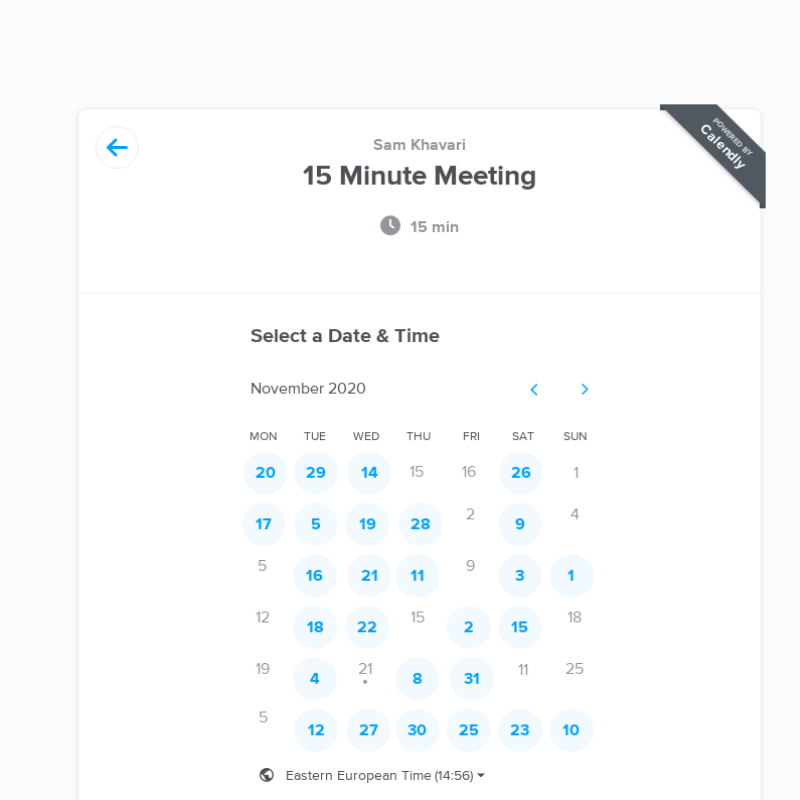 POWERED BY
Calendly
Sam Khavari
15 Minute Meeting
15 min
Select a Date & Time
November 2020
MON TUE WED THU FRI SAT SUN
20 29 14 15 16 26 1
17 5 19 28 2 9 4
5 16 21 11 9 3 1
12 18 22 15 2 15 18
19 4 21 8 31 11 25
5 12 27 30 25 23 10
Eastern European Time (14:56)